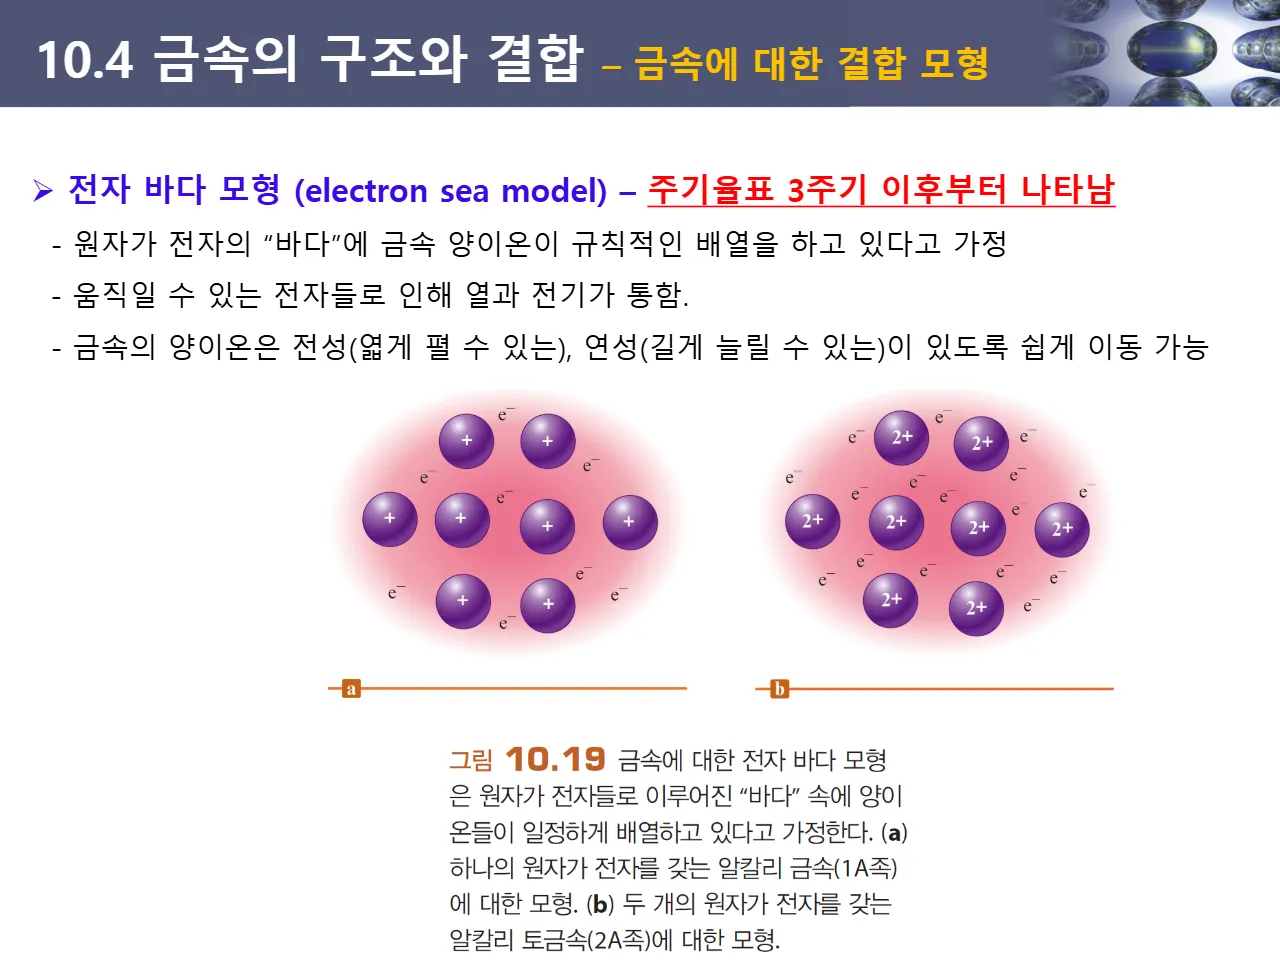 10.4 금속의 구조와 결합 – 금속에 대한 결합 모형
➢ 전자 바다 모형 (electron sea model) – 주기율표 3주기 이후부터 나타남
- 원자가 전자의 “바다”에 금속 양이온이 규칙적인 배열을 하고 있다고 가정
- 움직일 수 있는 전자들로 인해 열과 전기가 통함.
- 금속의 양이온은 전성(엷게 펼 수 있는), 연성(길게 늘릴 수 있는)이 있도록 쉽게 이동 가능
e⁻
+ +
e⁻
e⁻
e⁻
+ + + +
e⁻
e⁻ e⁻
+ +
e⁻
e⁻
e⁻ 2+ 2+ e⁻
e⁻ e⁻ e⁻
e⁻ e⁻ e⁻
e⁻
2+ 2+ 2+ 2+
e⁻
e⁻ e⁻ e⁻ e⁻
2+ 2+ e⁻
a b
그림 10.19 금속에 대한 전자 바다 모형
은 원자가 전자들로 이루어진 “바다” 속에 양이
온들이 일정하게 배열하고 있다고 가정한다. (a)
하나의 원자가 전자를 갖는 알칼리 금속(1A족)
에 대한 모형. (b) 두 개의 원자가 전자를 갖는
알칼리 토금속(2A족)에 대한 모형.